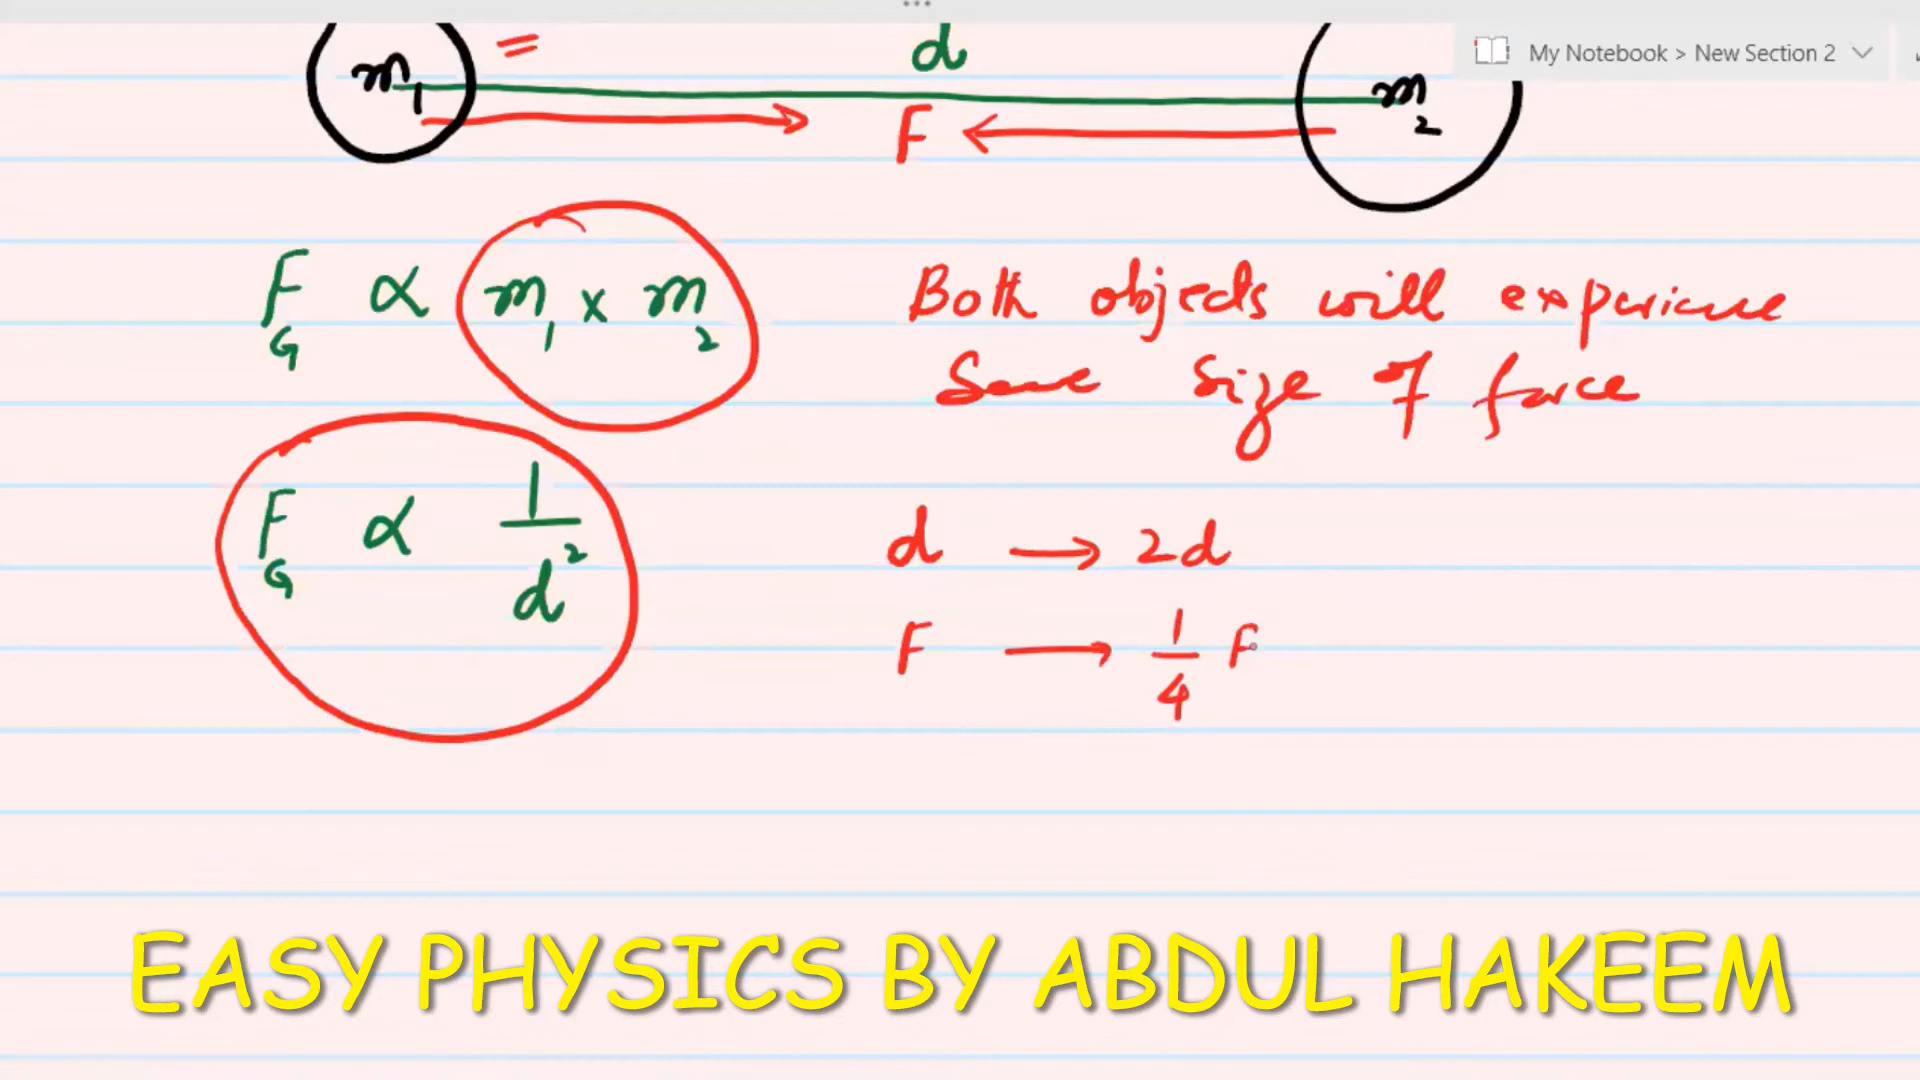 My Notebook > New Section 2
= d
m1 m2
F
FG ∝ m1 x m2
Both objects will experience
Same size of force
FG ∝ 1/d²
d → 2d
F → 1/4 F
EASY PHYSICS BY ABDUL HAKEEM